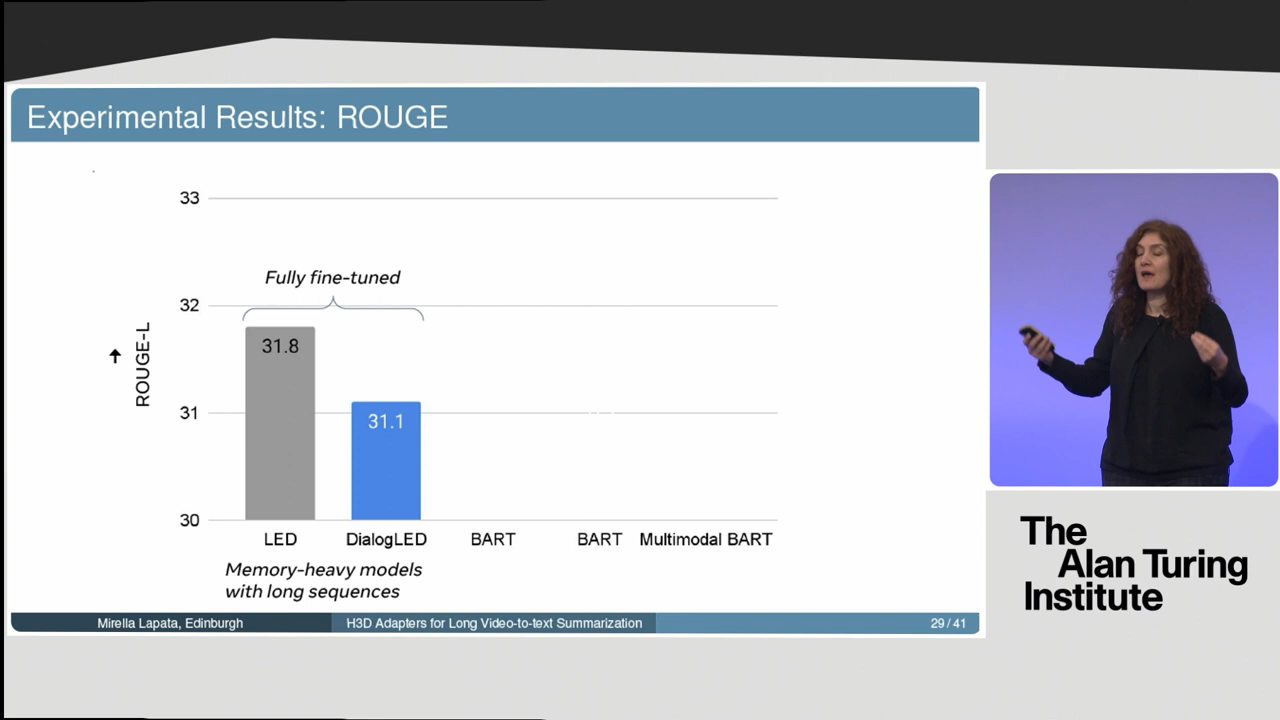 Experimental Results: ROUGE
33
Fully fine-tuned
32
31.8
ROUGE-L
31
31.1
30
LED DialogLED BART BART Multimodal BART
Memory-heavy models
with long sequences
Mirella Lapata, Edinburgh H3D Adapters for Long Video-to-text Summarization 29 / 41
The
Alan Turing
Institute